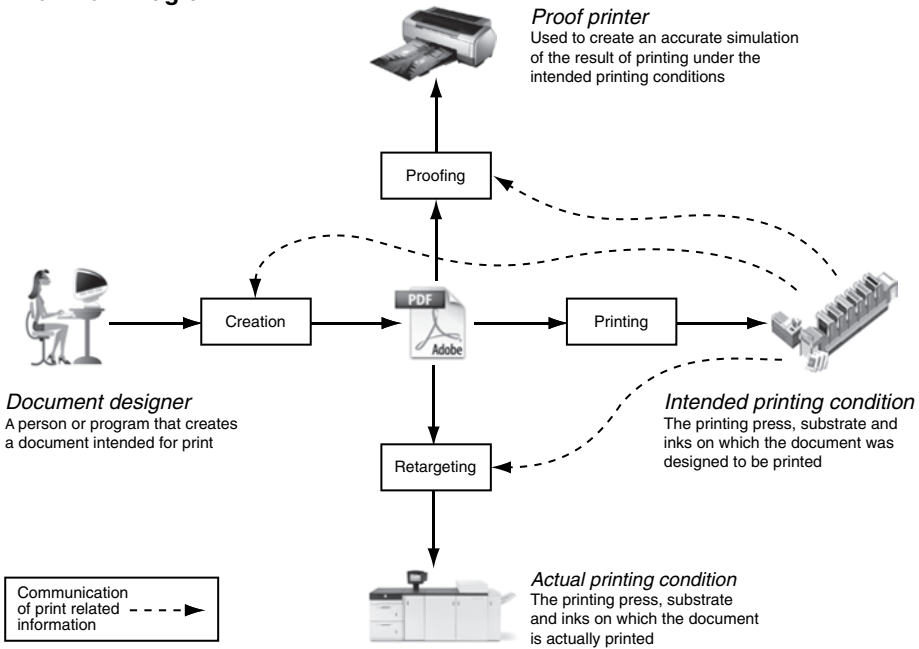 Proof printer
Used to create an accurate simulation
of the result of printing under the
intended printing conditions
Proofing
Creation
PDF
Adobe
Printing
Document designer
A person or program that creates
a document intended for print
Intended printing condition
The printing press, substrate and
inks on which the document was
designed to be printed
Retargeting
Communication
of print related
information
Actual printing condition
The printing press, substrate
and inks on which the document
is actually printed